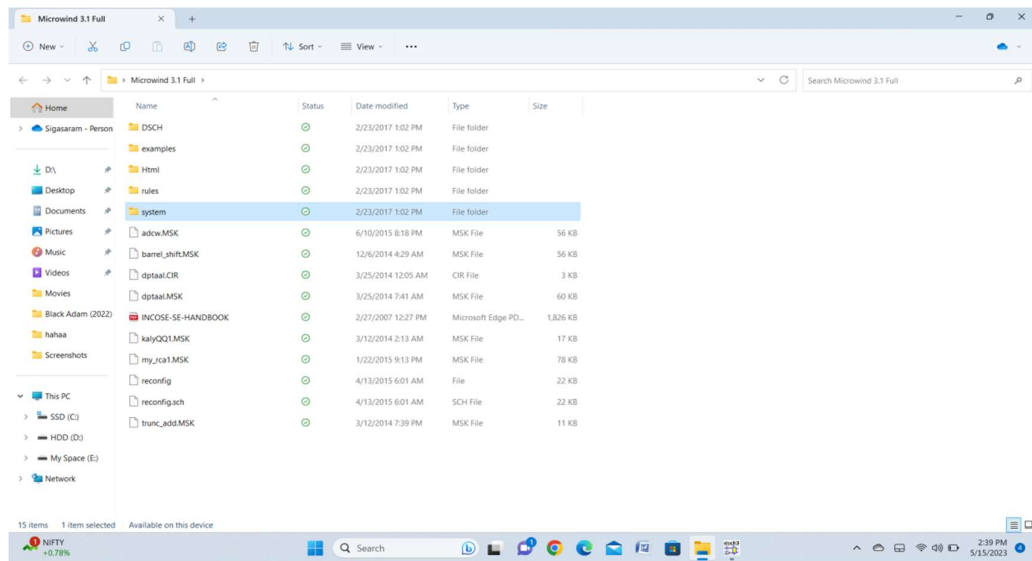 Microwind 3.1 Full
New
Sort
View
Microwind 3.1 Full
Search Microwind 3.1 Full
Home
Sigasaram - Person
D:\
Desktop
Documents
Pictures
Music
Videos
Movies
Black Adam (2022)
hahaa
Screenshots
This PC
SSD (C:)
HDD (D:)
My Space (E:)
Network
Name Status Date modified Type Size
DSCH 2/23/2017 1:02 PM File folder
examples 2/23/2017 1:02 PM File folder
Html 2/23/2017 1:02 PM File folder
rules 2/23/2017 1:02 PM File folder
system 2/23/2017 1:02 PM File folder
adcw.MSK 6/10/2015 8:18 PM MSK File 56 KB
barrel_shift.MSK 12/6/2014 4:29 AM MSK File 56 KB
dptaal.CIR 3/25/2014 12:05 AM CIR File 3 KB
dptaal.MSK 3/25/2014 7:41 AM MSK File 60 KB
INCOSE-SE-HANDBOOK 2/27/2007 12:27 PM Microsoft Edge PD... 1,826 KB
kalyQQ1.MSK 3/12/2014 2:13 AM MSK File 17 KB
my_rca1.MSK 1/22/2015 9:13 PM MSK File 78 KB
reconfig 4/13/2015 6:01 AM File 22 KB
reconfig.sch 4/13/2015 6:01 AM SCH File 22 KB
trunc_add.MSK 3/12/2014 7:39 PM MSK File 11 KB
15 items 1 item selected Available on this device
NIFTY
+0.78%
Search
2:39 PM
5/15/2023